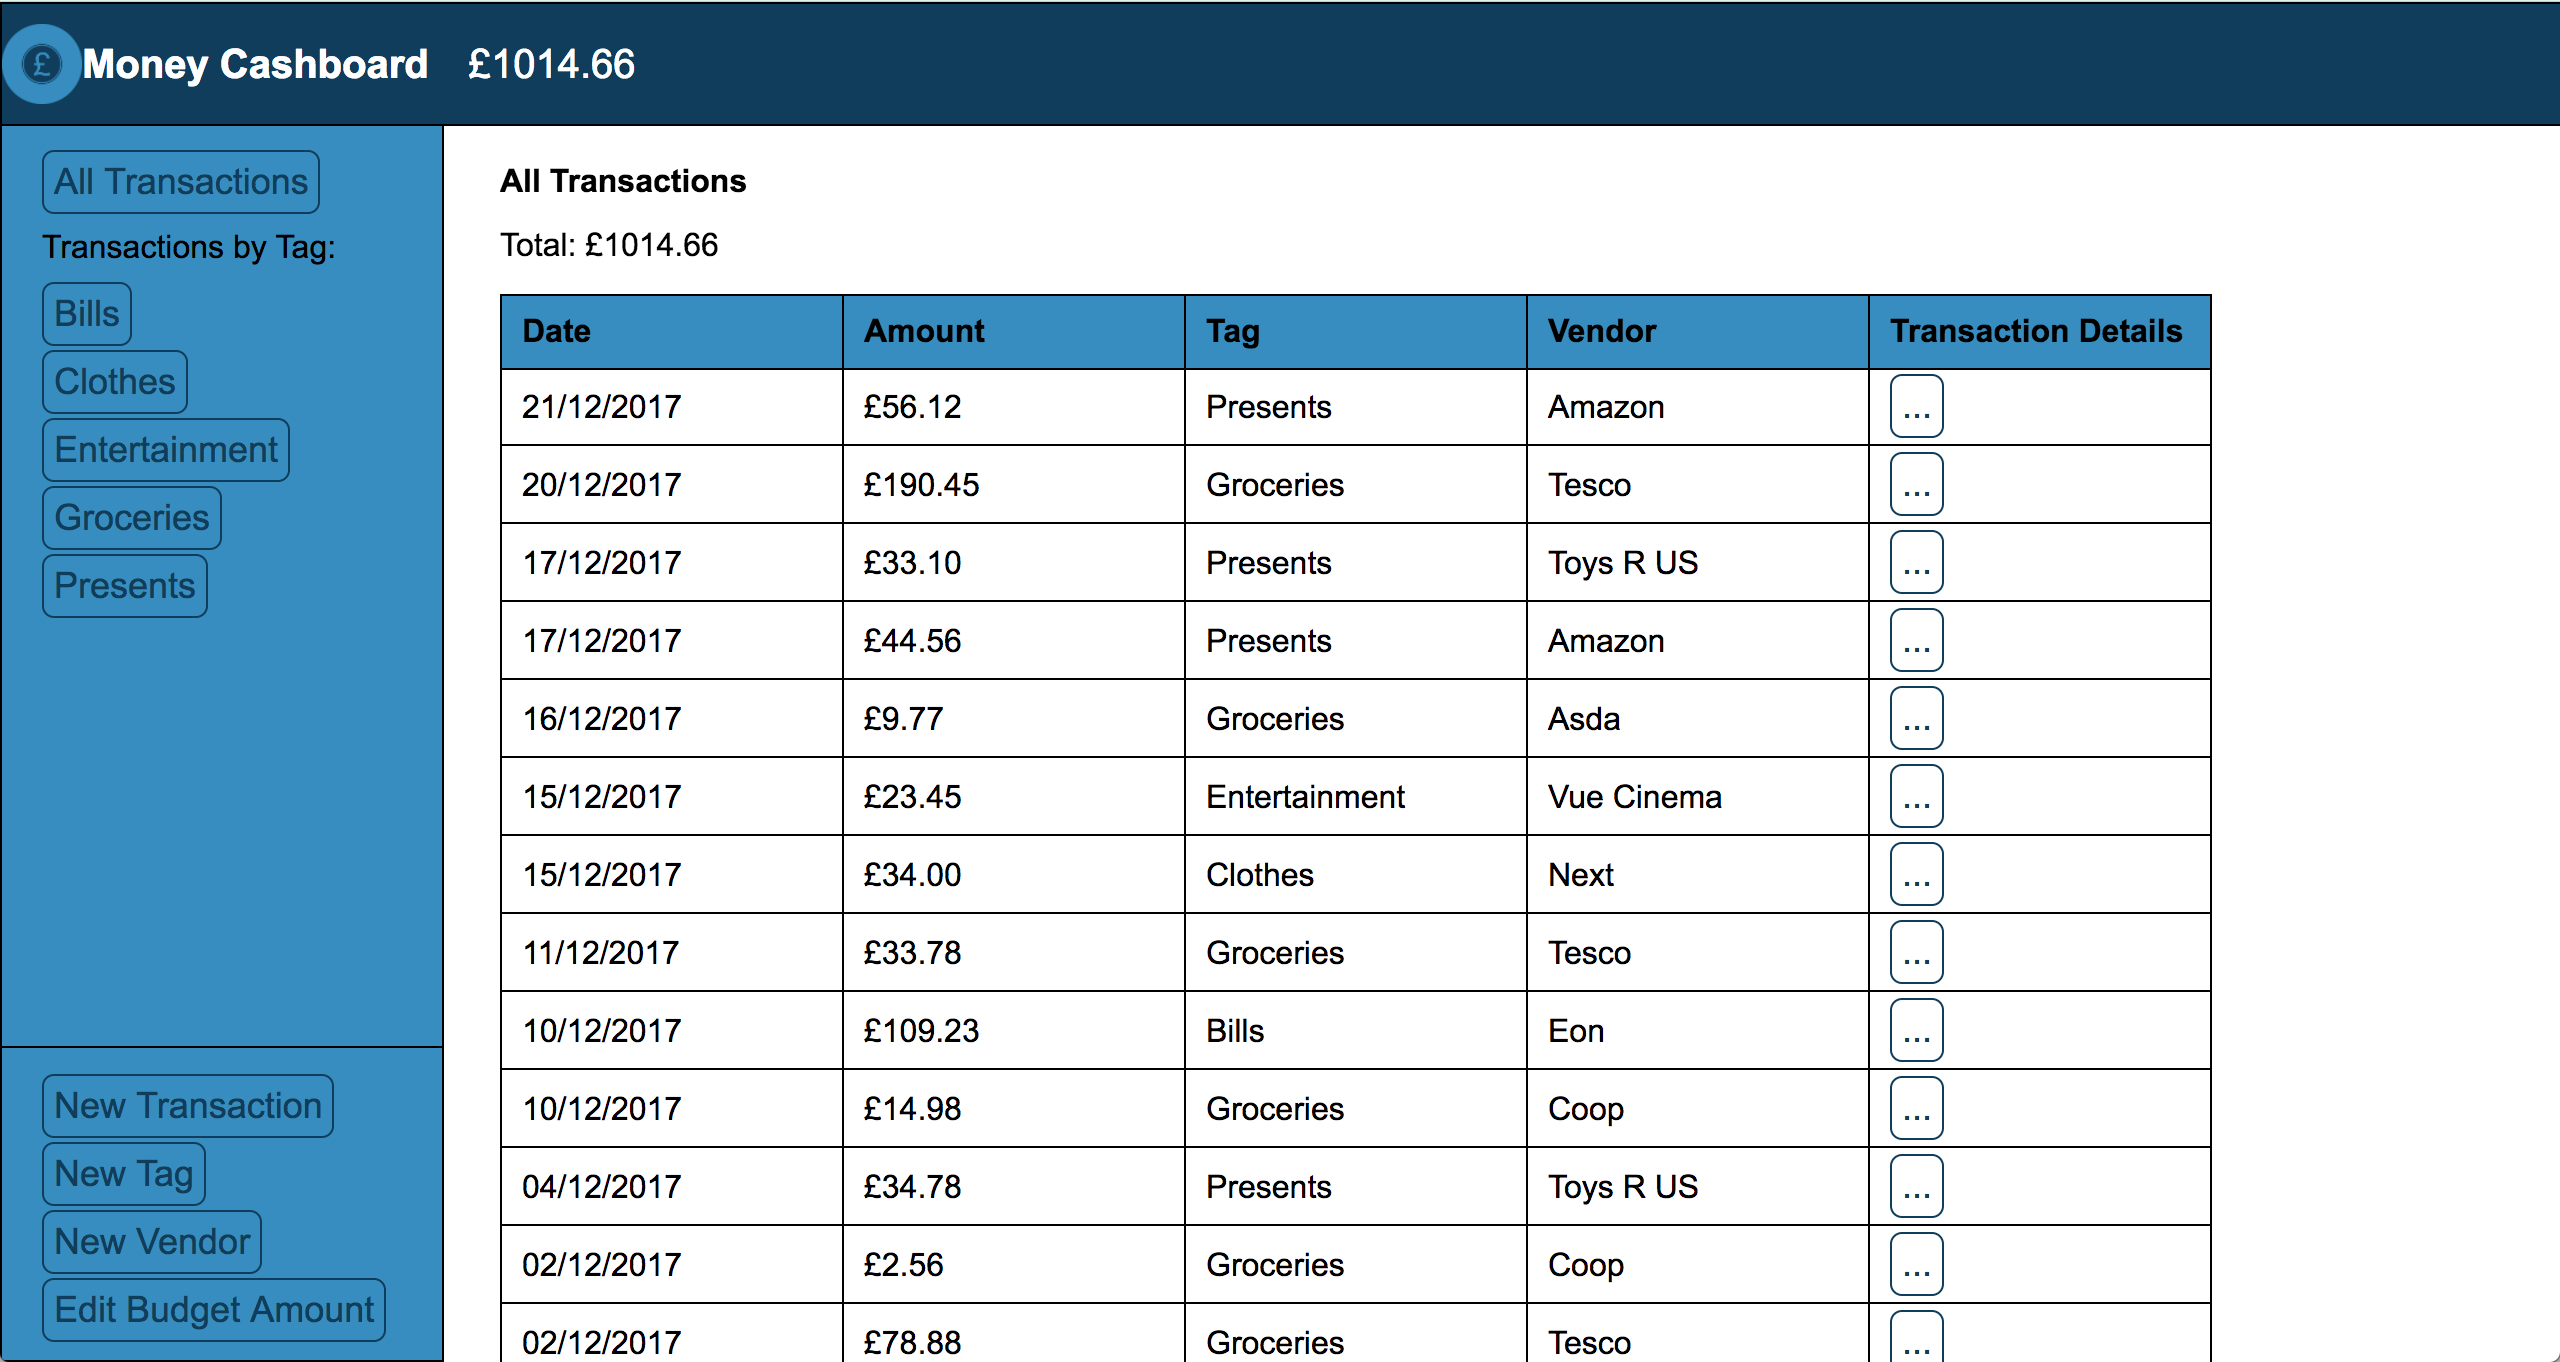 £ Money Cashboard £1014.66
All Transactions
Transactions by Tag:
Bills
Clothes
Entertainment
Groceries
Presents
New Transaction
New Tag
New Vendor
Edit Budget Amount
All Transactions
Total: £1014.66
Date Amount Tag Vendor Transaction Details
21/12/2017 £56.12 Presents Amazon ...
20/12/2017 £190.45 Groceries Tesco ...
17/12/2017 £33.10 Presents Toys R US ...
17/12/2017 £44.56 Presents Amazon ...
16/12/2017 £9.77 Groceries Asda ...
15/12/2017 £23.45 Entertainment Vue Cinema ...
15/12/2017 £34.00 Clothes Next ...
11/12/2017 £33.78 Groceries Tesco ...
10/12/2017 £109.23 Bills Eon ...
10/12/2017 £14.98 Groceries Coop ...
04/12/2017 £34.78 Presents Toys R US ...
02/12/2017 £2.56 Groceries Coop ...
02/12/2017 £78.88 Groceries Tesco ...